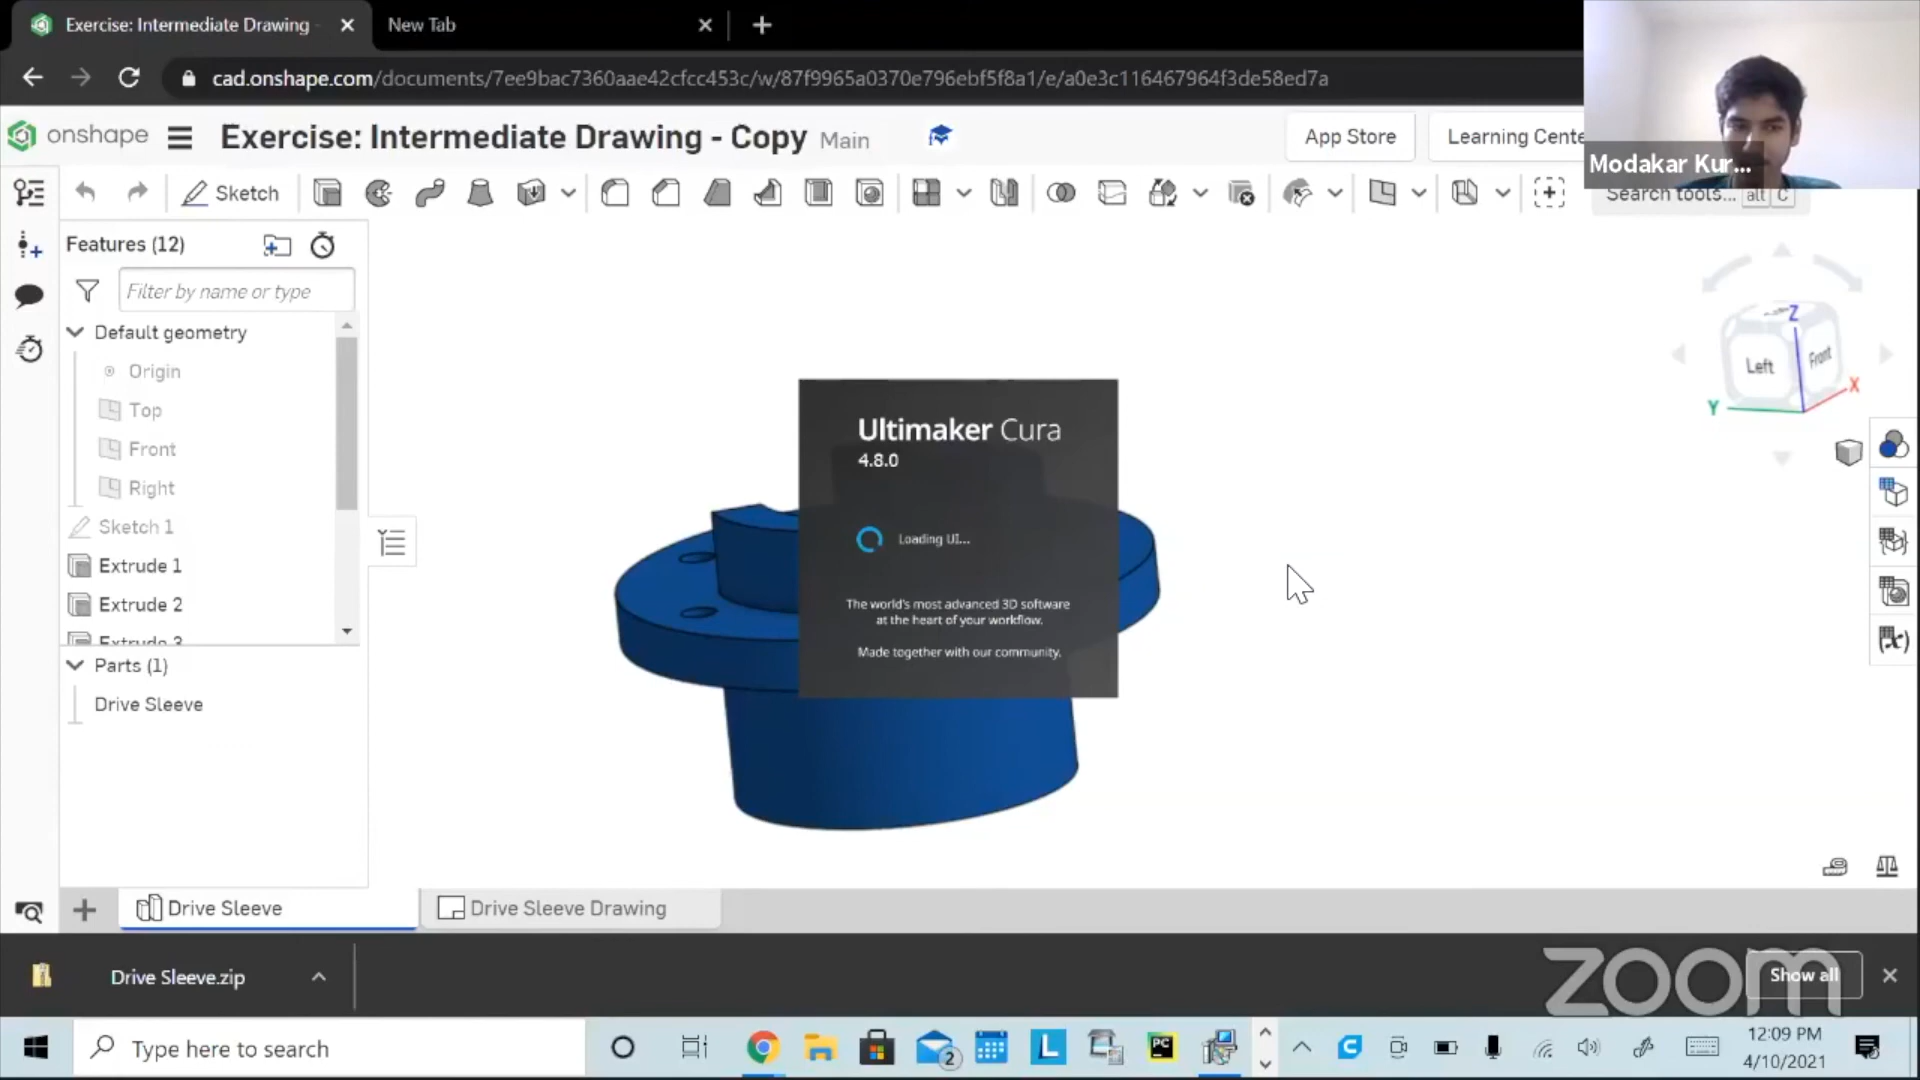 Exercise: Intermediate Drawing
New Tab
cad.onshape.com/documents/7ee9bac7360aae42cfcc453c/w/87f9965a0370e796ebf5f8a1/e/a0e3c116467964f3de58ed7a
onshape
Exercise: Intermediate Drawing - Copy Main
App Store
Learning Cente
Modakar Kur...
Sketch
Search tools... alt C
Features (12)
Filter by name or type
Default geometry
Origin
Top
Front
Right
Sketch 1
Extrude 1
Extrude 2
Extrude 3
Parts (1)
Drive Sleeve
Z
Left
Front
X
Y
Ultimaker Cura
4.8.0
Loading UI...
The world's most advanced 3D software
at the heart of your workflow.
Made together with our community.
Drive Sleeve
Drive Sleeve Drawing
Drive Sleeve.zip
zoom
Show all
Type here to search
2
L
PC
12:09 PM
4/10/2021